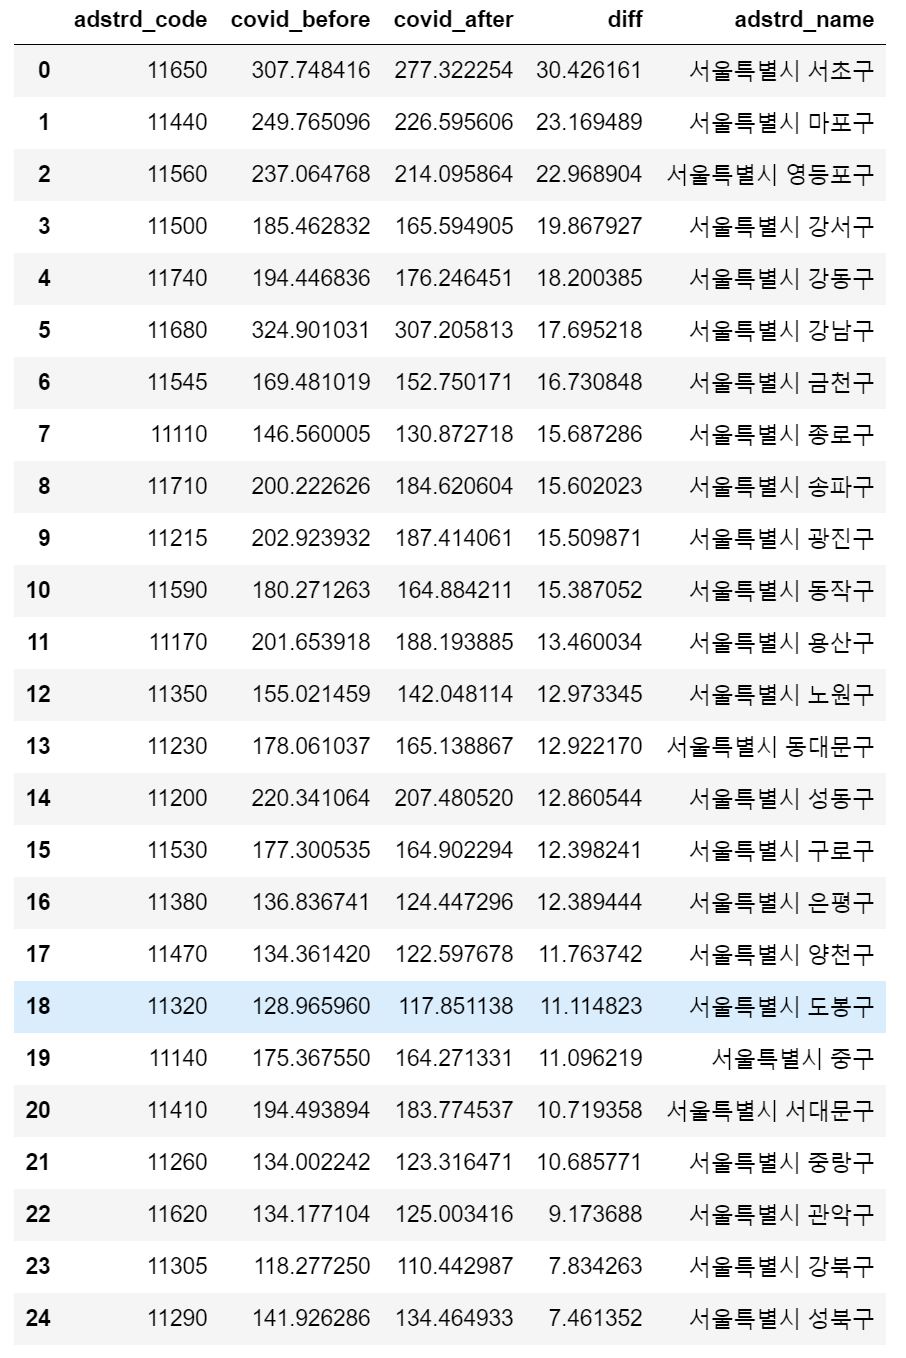 adstrd_code covid_before covid_after diff adstrd_name
0 11650 307.748416 277.322254 30.426161 서울특별시 서초구
1 11440 249.765096 226.595606 23.169489 서울특별시 마포구
2 11560 237.064768 214.095864 22.968904 서울특별시 영등포구
3 11500 185.462832 165.594905 19.867927 서울특별시 강서구
4 11740 194.446836 176.246451 18.200385 서울특별시 강동구
5 11680 324.901031 307.205813 17.695218 서울특별시 강남구
6 11545 169.481019 152.750171 16.730848 서울특별시 금천구
7 11110 146.560005 130.872718 15.687286 서울특별시 종로구
8 11710 200.222626 184.620604 15.602023 서울특별시 송파구
9 11215 202.923932 187.414061 15.509871 서울특별시 광진구
10 11590 180.271263 164.884211 15.387052 서울특별시 동작구
11 11170 201.653918 188.193885 13.460034 서울특별시 용산구
12 11350 155.021459 142.048114 12.973345 서울특별시 노원구
13 11230 178.061037 165.138867 12.922170 서울특별시 동대문구
14 11200 220.341064 207.480520 12.860544 서울특별시 성동구
15 11530 177.300535 164.902294 12.398241 서울특별시 구로구
16 11380 136.836741 124.447296 12.389444 서울특별시 은평구
17 11470 134.361420 122.597678 11.763742 서울특별시 양천구
18 11320 128.965960 117.851138 11.114823 서울특별시 도봉구
19 11140 175.367550 164.271331 11.096219 서울특별시 중구
20 11410 194.493894 183.774537 10.719358 서울특별시 서대문구
21 11260 134.002242 123.316471 10.685771 서울특별시 중랑구
22 11620 134.177104 125.003416 9.173688 서울특별시 관악구
23 11305 118.277250 110.442987 7.834263 서울특별시 강북구
24 11290 141.926286 134.464933 7.461352 서울특별시 성북구